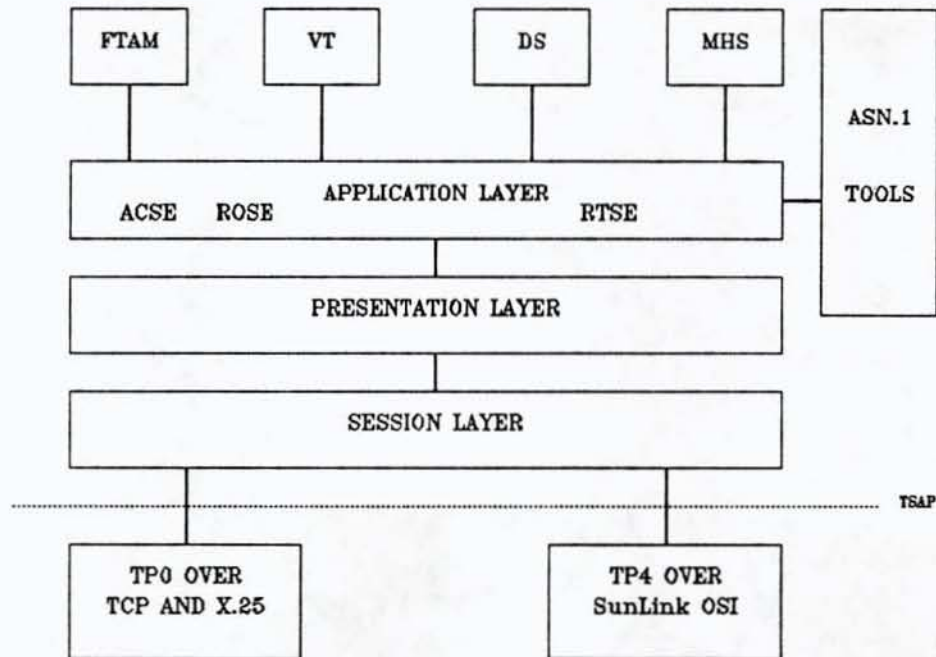 FTAM
VT
DS
MHS
ASN.1
TOOLS
APPLICATION LAYER
ACSE ROSE RTSE
PRESENTATION LAYER
SESSION LAYER
TSAP
TP0 OVER
TCP AND X.25
TP4 OVER
SunLink OSI